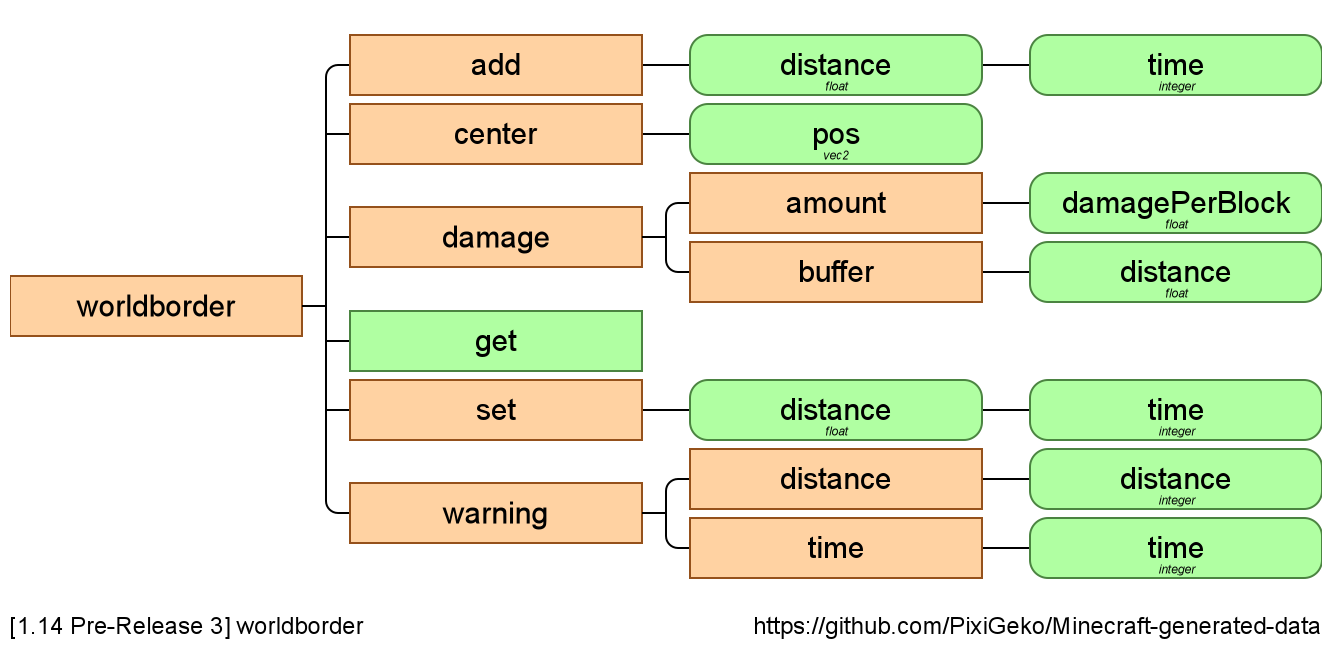 add
distance
float
time
integer
center
pos
vec2
damage
amount
damagePerBlock
float
buffer
distance
float
worldborder
get
set
distance
float
time
integer
warning
distance
distance
integer
time
time
integer
[1.14 Pre-Release 3] worldborder
https://github.com/PixiGeko/Minecraft-generated-data